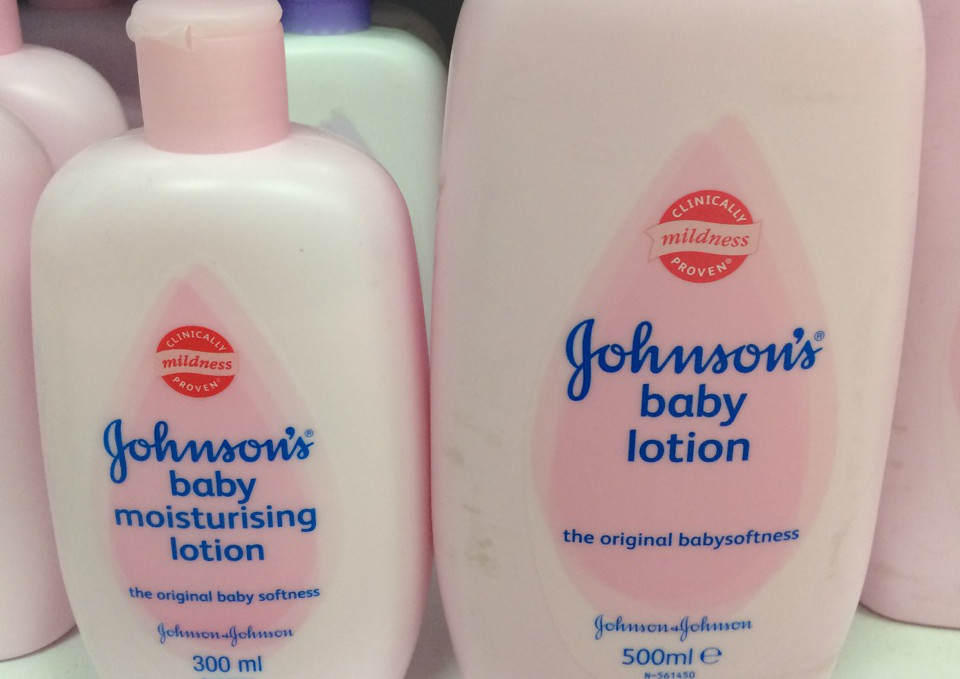 CLINICALLY
mildness
PROVEN
Johnson's®
baby
moisturising
lotion
the original baby softness
Johnson & Johnson
300 ml
CLINICALLY
mildness
PROVEN®
Johnson's®
baby
lotion
the original babysoftness
Johnson & Johnson
500ml ℮
N-561450